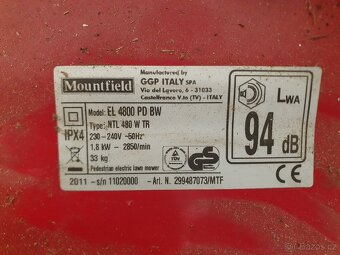 Mountfield
Manufactured by
GGP ITALY SPA
Via del Lavoro, 6 - 31033
Castelfranco V.to (TV) - ITALY
Model: EL 4800 PD BW
Type: NTL 480 W TR
IPX4
230-240V ~50Hz
1.8 kW - 2850/min
33 kg
Pedestrian electric lawn mower
LWA
94 dB
TÜV
GS
2011 - s/n 11020000 - Art. N. 299487073/MTF